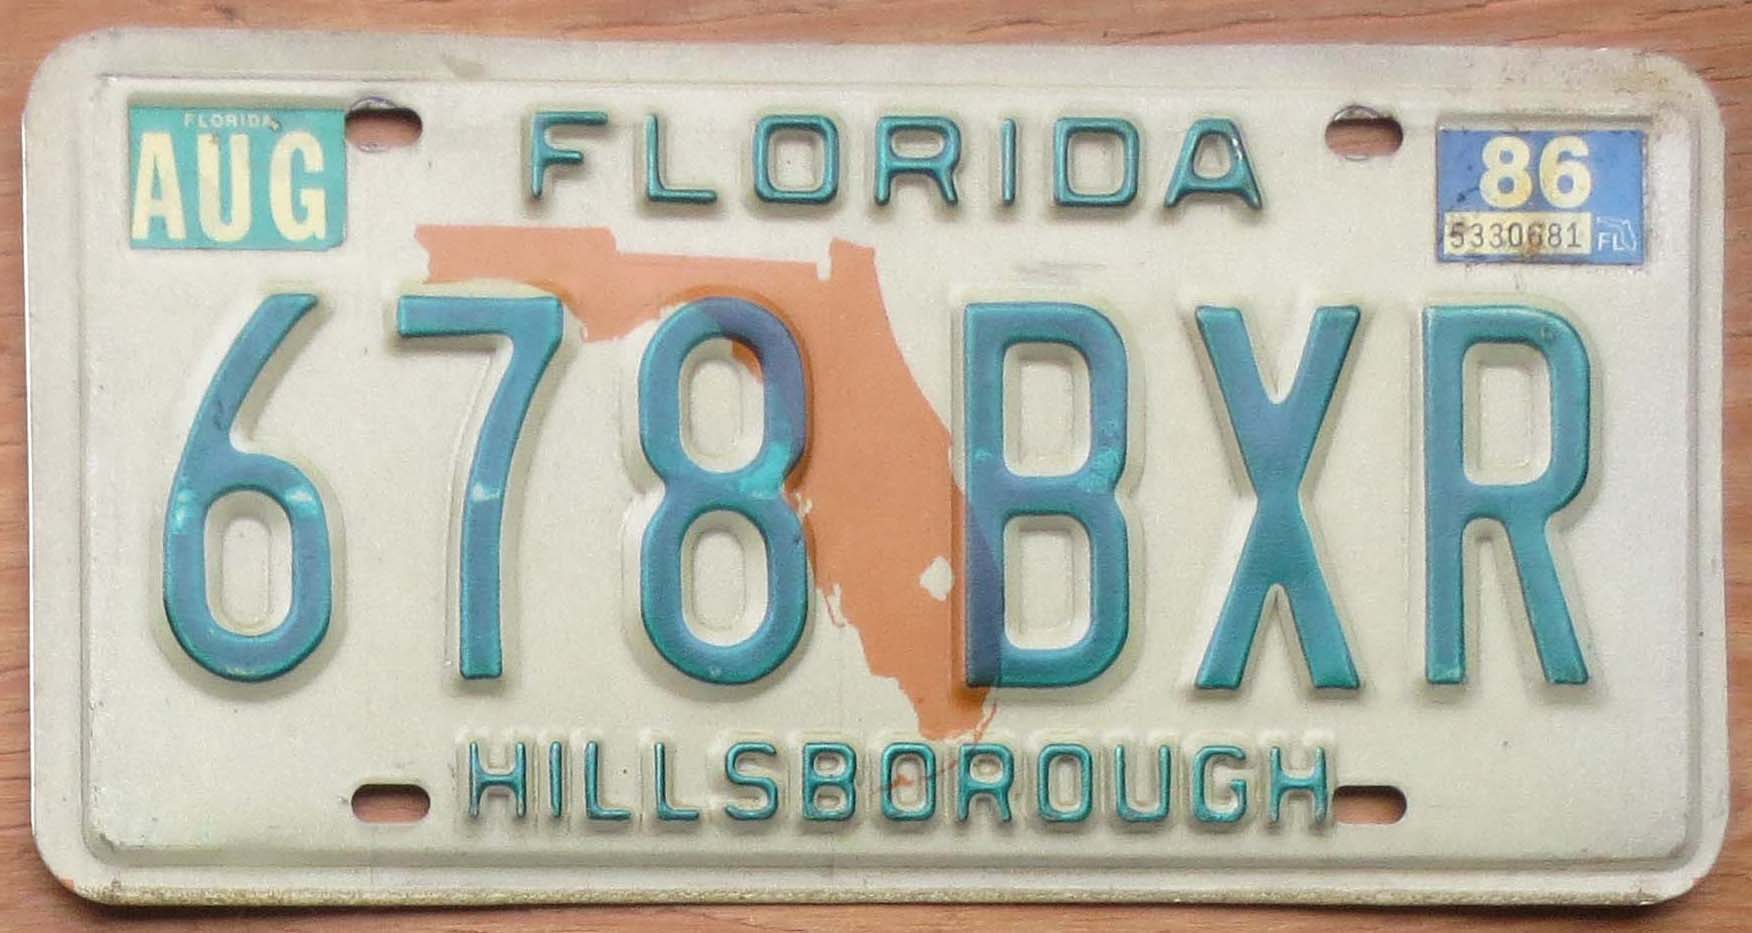 FLORIDA
AUG
FLORIDA
86
5330681 FL
678 BXR
HILLSBOROUGH